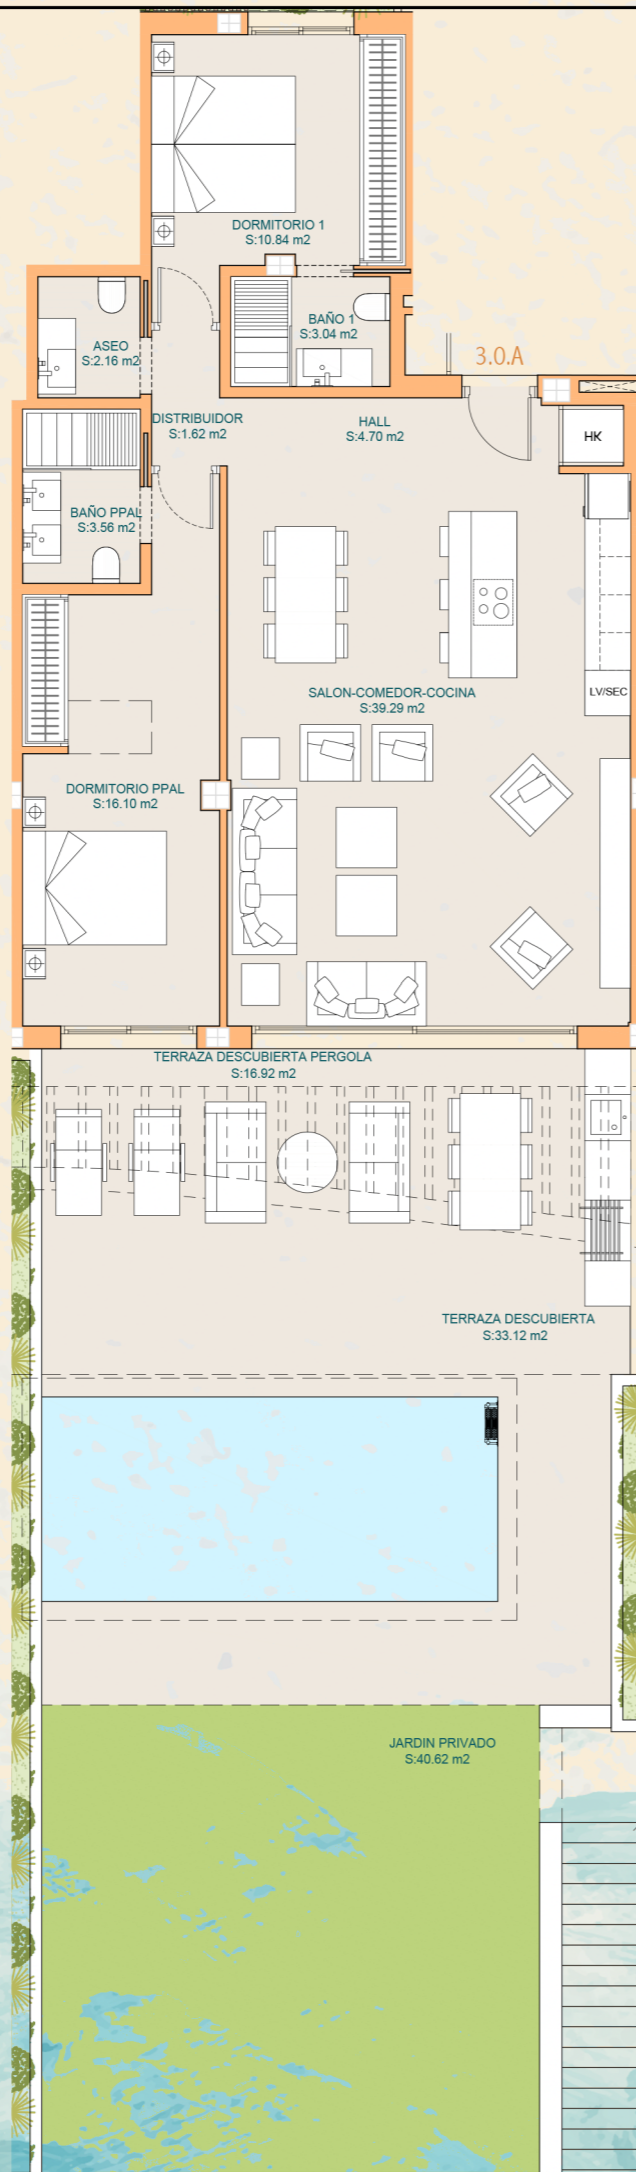 DORMITORIO 1
S:10.84 m2
BAÑO 1
S:3.04 m2
ASEO
S:2.16 m2
3.0.A
DISTRIBUIDOR
S:1.62 m2
HALL
S:4.70 m2
HK
BAÑO PPAL
S:3.56 m2
SALON-COMEDOR-COCINA
S:39.29 m2
LV/SEC
DORMITORIO PPAL
S:16.10 m2
TERRAZA DESCUBIERTA PERGOLA
S:16.92 m2
TERRAZA DESCUBIERTA
S:33.12 m2
JARDIN PRIVADO
S:40.62 m2